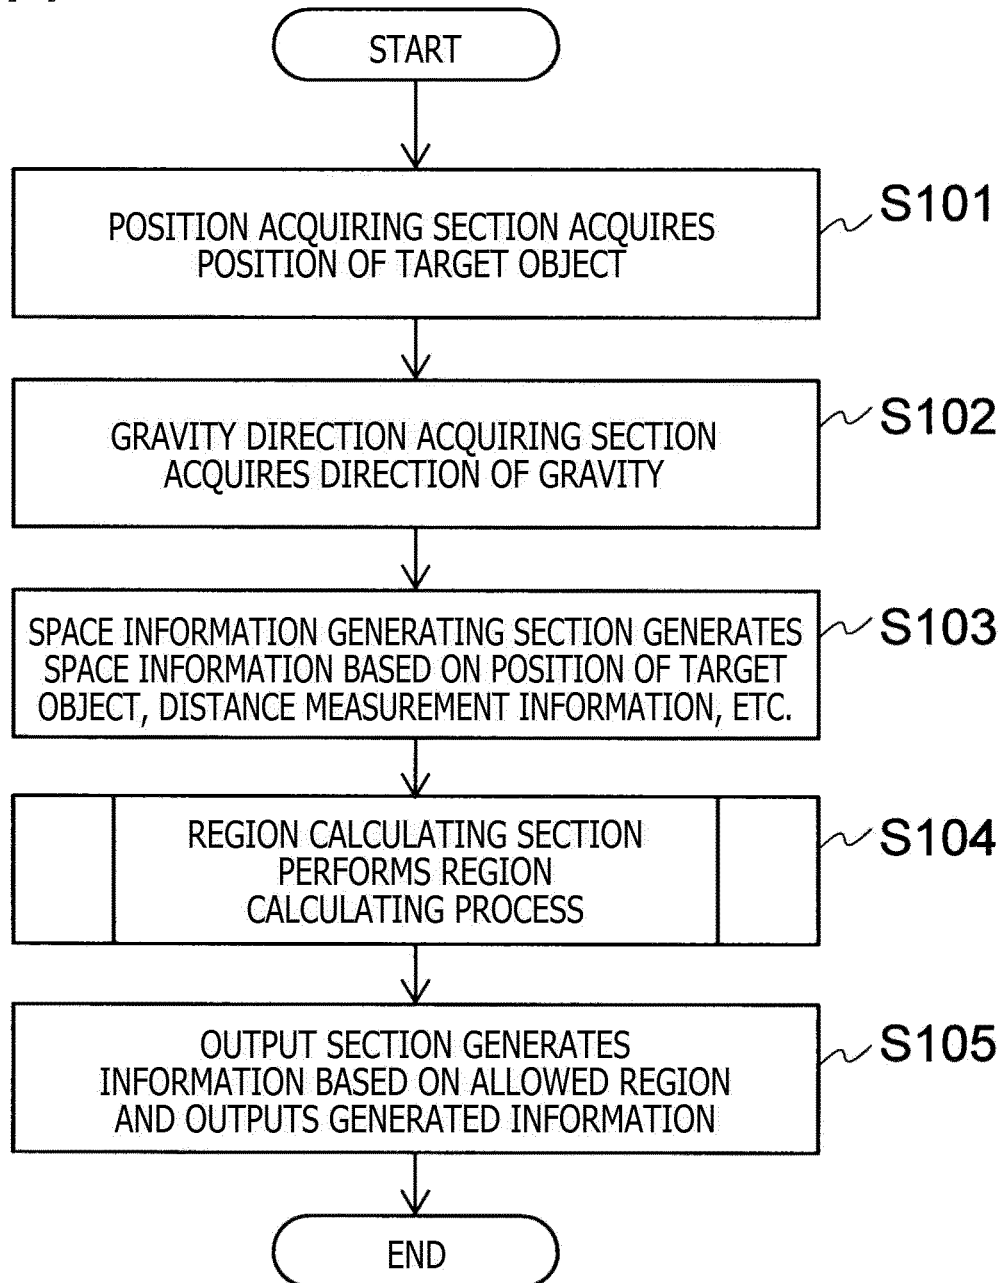 START
POSITION ACQUIRING SECTION ACQUIRES
POSITION OF TARGET OBJECT
S101
GRAVITY DIRECTION ACQUIRING SECTION
ACQUIRES DIRECTION OF GRAVITY
S102
SPACE INFORMATION GENERATING SECTION GENERATES
SPACE INFORMATION BASED ON POSITION OF TARGET
OBJECT, DISTANCE MEASUREMENT INFORMATION, ETC.
S103
REGION CALCULATING SECTION
PERFORMS REGION
CALCULATING PROCESS
S104
OUTPUT SECTION GENERATES
INFORMATION BASED ON ALLOWED REGION
AND OUTPUTS GENERATED INFORMATION
S105
END